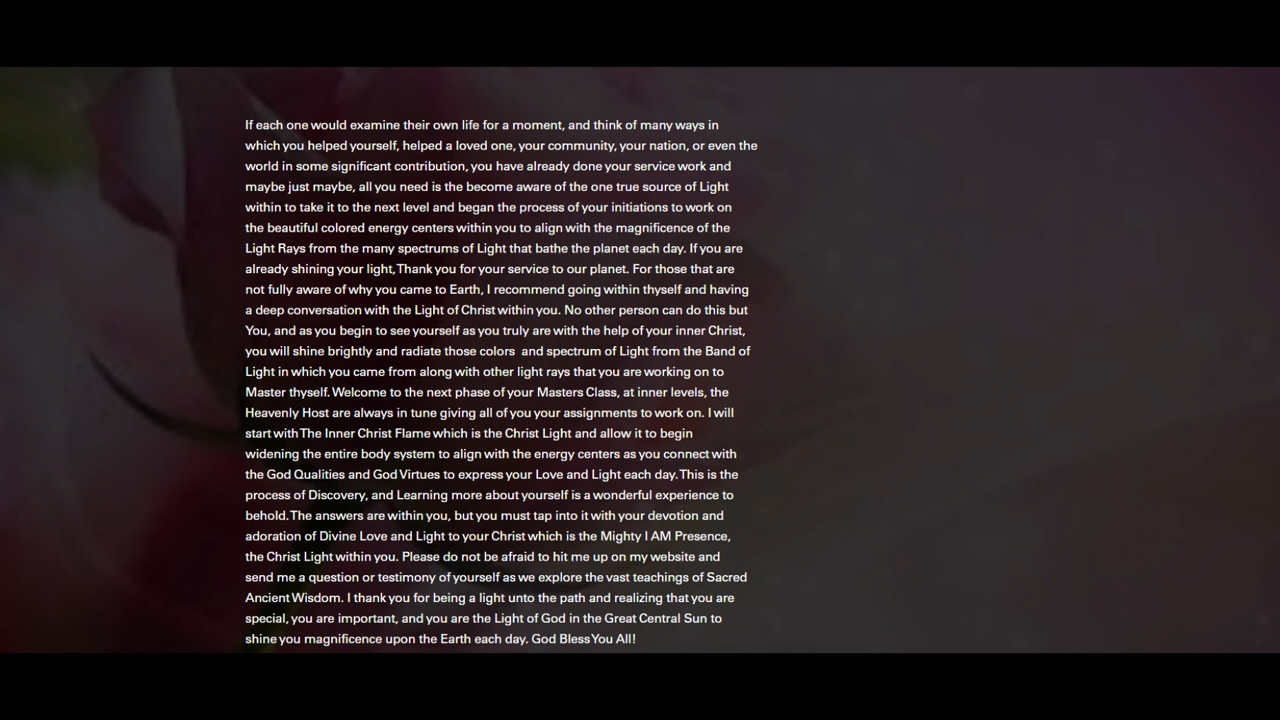 If each one would examine their own life for a moment, and think of many ways in
which you helped yourself, helped a loved one, your community, your nation, or even the
world in some significant contribution, you have already done your service work and
maybe just maybe, all you need is the become aware of the one true source of Light
within to take it to the next level and began the process of your initiations to work on
the beautiful colored energy centers within you to align with the magnificence of the
Light Rays from the many spectrums of Light that bathe the planet each day. If you are
already shining your light, Thank you for your service to our planet. For those that are
not fully aware of why you came to Earth, I recommend going within thyself and having
a deep conversation with the Light of Christ within you. No other person can do this but
You, and as you begin to see yourself as you truly are with the help of your inner Christ,
you will shine brightly and radiate those colors  and spectrum of Light from the Band of
Light in which you came from along with other light rays that you are working on to
Master thyself. Welcome to the next phase of your Masters Class, at inner levels, the
Heavenly Host are always in tune giving all of you your assignments to work on. I will
start with The Inner Christ Flame which is the Christ Light and allow it to begin
widening the entire body system to align with the energy centers as you connect with
the God Qualities and God Virtues to express your Love and Light each day. This is the
process of Discovery, and Learning more about yourself is a wonderful experience to
behold. The answers are within you, but you must tap into it with your devotion and
adoration of Divine Love and Light to your Christ which is the Mighty I AM Presence,
the Christ Light within you. Please do not be afraid to hit me up on my website and
send me a question or testimony of yourself as we explore the vast teachings of Sacred
Ancient Wisdom. I thank you for being a light unto the path and realizing that you are
special, you are important, and you are the Light of God in the Great Central Sun to
shine you magnificence upon the Earth each day. God Bless You All!